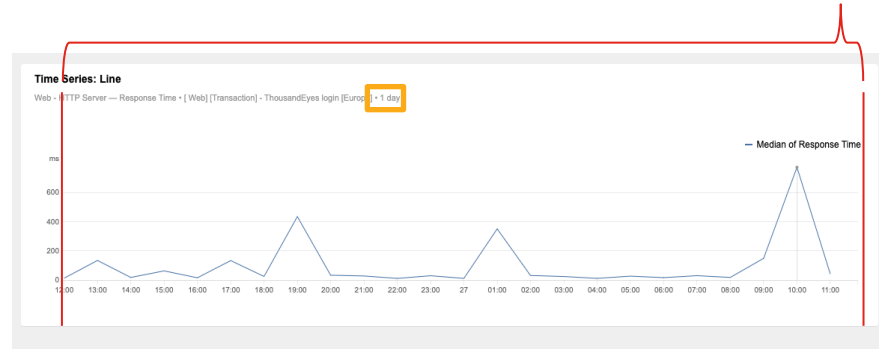 Time Series: Line
Web - HTTP Server — Response Time • [ Web] [Transaction] - ThousandEyes login [Europe] • 1 day
— Median of Response Time
ms
600
400
200
0
12:00 13:00 14:00 15:00 16:00 17:00 18:00 19:00 20:00 21:00 22:00 23:00 27 01:00 02:00 03:00 04:00 05:00 06:00 07:00 08:00 09:00 10:00 11:00